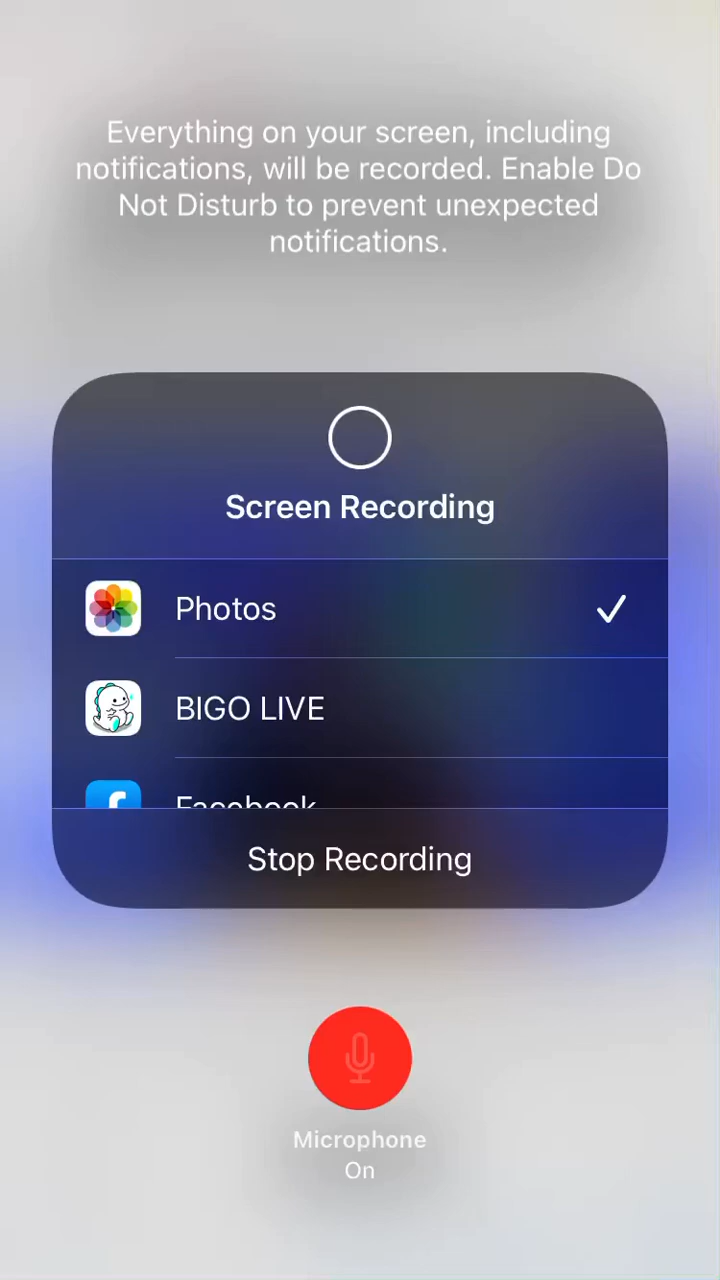 Everything on your screen, including
notifications, will be recorded. Enable Do
Not Disturb to prevent unexpected
notifications.
Screen Recording
Photos
BIGO LIVE
Facebook
Stop Recording
Microphone
On